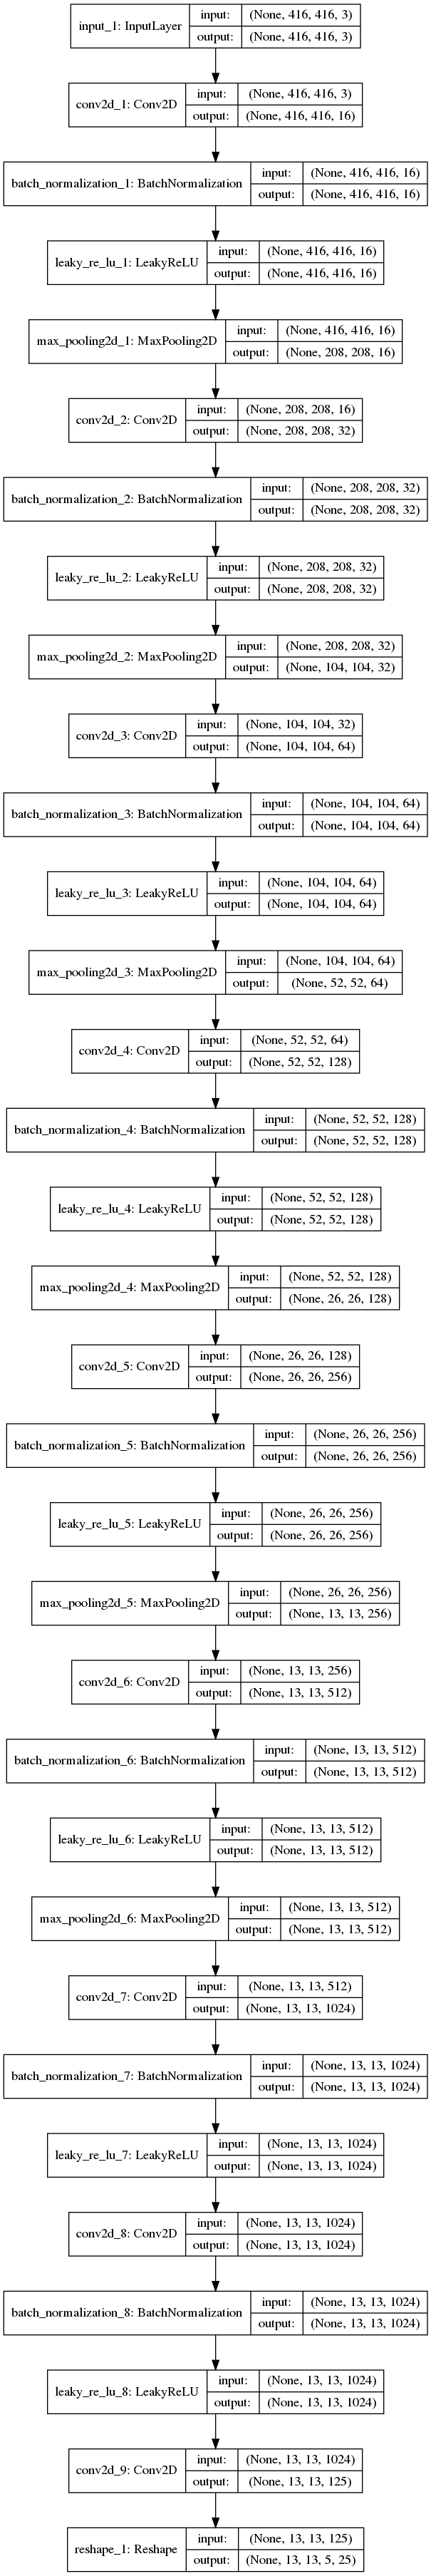 input_1: InputLayer
input: (None, 416, 416, 3)
output: (None, 416, 416, 3)
conv2d_1: Conv2D
input: (None, 416, 416, 3)
output: (None, 416, 416, 16)
batch_normalization_1: BatchNormalization
input: (None, 416, 416, 16)
output: (None, 416, 416, 16)
leaky_re_lu_1: LeakyReLU
input: (None, 416, 416, 16)
output: (None, 416, 416, 16)
max_pooling2d_1: MaxPooling2D
input: (None, 416, 416, 16)
output: (None, 208, 208, 16)
conv2d_2: Conv2D
input: (None, 208, 208, 16)
output: (None, 208, 208, 32)
batch_normalization_2: BatchNormalization
input: (None, 208, 208, 32)
output: (None, 208, 208, 32)
leaky_re_lu_2: LeakyReLU
input: (None, 208, 208, 32)
output: (None, 208, 208, 32)
max_pooling2d_2: MaxPooling2D
input: (None, 208, 208, 32)
output: (None, 104, 104, 32)
conv2d_3: Conv2D
input: (None, 104, 104, 32)
output: (None, 104, 104, 64)
batch_normalization_3: BatchNormalization
input: (None, 104, 104, 64)
output: (None, 104, 104, 64)
leaky_re_lu_3: LeakyReLU
input: (None, 104, 104, 64)
output: (None, 104, 104, 64)
max_pooling2d_3: MaxPooling2D
input: (None, 104, 104, 64)
output: (None, 52, 52, 64)
conv2d_4: Conv2D
input: (None, 52, 52, 64)
output: (None, 52, 52, 128)
batch_normalization_4: BatchNormalization
input: (None, 52, 52, 128)
output: (None, 52, 52, 128)
leaky_re_lu_4: LeakyReLU
input: (None, 52, 52, 128)
output: (None, 52, 52, 128)
max_pooling2d_4: MaxPooling2D
input: (None, 52, 52, 128)
output: (None, 26, 26, 128)
conv2d_5: Conv2D
input: (None, 26, 26, 128)
output: (None, 26, 26, 256)
batch_normalization_5: BatchNormalization
input: (None, 26, 26, 256)
output: (None, 26, 26, 256)
leaky_re_lu_5: LeakyReLU
input: (None, 26, 26, 256)
output: (None, 26, 26, 256)
max_pooling2d_5: MaxPooling2D
input: (None, 26, 26, 256)
output: (None, 13, 13, 256)
conv2d_6: Conv2D
input: (None, 13, 13, 256)
output: (None, 13, 13, 512)
batch_normalization_6: BatchNormalization
input: (None, 13, 13, 512)
output: (None, 13, 13, 512)
leaky_re_lu_6: LeakyReLU
input: (None, 13, 13, 512)
output: (None, 13, 13, 512)
max_pooling2d_6: MaxPooling2D
input: (None, 13, 13, 512)
output: (None, 13, 13, 512)
conv2d_7: Conv2D
input: (None, 13, 13, 512)
output: (None, 13, 13, 1024)
batch_normalization_7: BatchNormalization
input: (None, 13, 13, 1024)
output: (None, 13, 13, 1024)
leaky_re_lu_7: LeakyReLU
input: (None, 13, 13, 1024)
output: (None, 13, 13, 1024)
conv2d_8: Conv2D
input: (None, 13, 13, 1024)
output: (None, 13, 13, 1024)
batch_normalization_8: BatchNormalization
input: (None, 13, 13, 1024)
output: (None, 13, 13, 1024)
leaky_re_lu_8: LeakyReLU
input: (None, 13, 13, 1024)
output: (None, 13, 13, 1024)
conv2d_9: Conv2D
input: (None, 13, 13, 1024)
output: (None, 13, 13, 125)
reshape_1: Reshape
input: (None, 13, 13, 125)
output: (None, 13, 13, 5, 25)